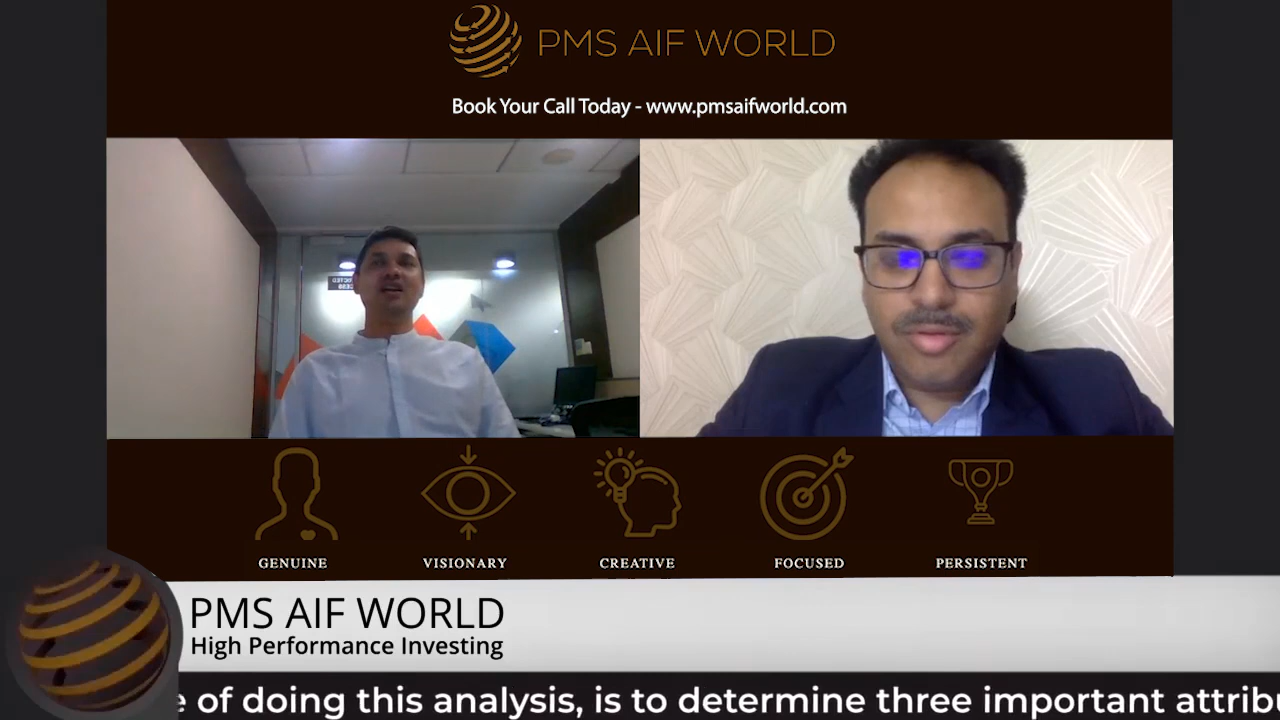 PMS AIF WORLD
Book Your Call Today - www.pmsaifworld.com
GENUINE
VISIONARY
CREATIVE
FOCUSED
PERSISTENT
PMS AIF WORLD
High Performance Investing
of doing this analysis, is to determine three important